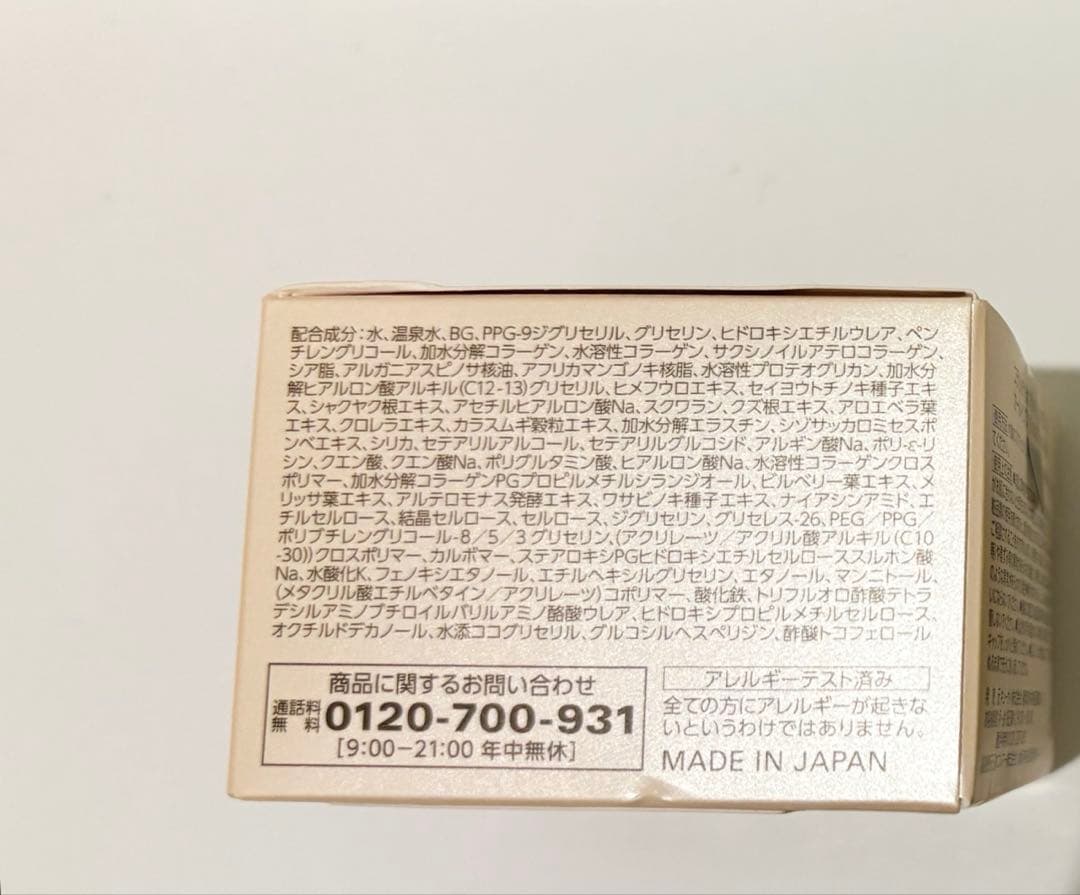 配合成分：水、温泉水、BG、PPG-9ジグリセリル、グリセリン、ヒドロキシエチルウレア、ペン
チレングリコール、加水分解コラーゲン、水溶性コラーゲン、サクシノイルアテロコラーゲン、
シア脂、アルガニアスピノサ核油、アフリカマンゴノキ核脂、水溶性プロテオグリカン、加水分
解ヒアルロン酸アルキル(C12-13)グリセリル、ヒメフウロエキス、セイヨウトチノキ種子エキ
ス、シャクヤク根エキス、アセチルヒアルロン酸Na、スクワラン、クズ根エキス、アロエベラ葉
エキス、クロレラエキス、カラスムギ穀粒エキス、加水分解エラスチン、シゾサッカロミセスポ
ンベエキス、シリカ、セテアリルアルコール、セテアリルグルコシド、アルギン酸Na、ポリ-ε-リ
シン、クエン酸、クエン酸Na、ポリグルタミン酸、ヒアルロン酸Na、水溶性コラーゲンクロス
ポリマー、加水分解コラーゲンPGプロピルメチルシランジオール、ビルベリー葉エキス、メ
リッサ葉エキス、アルテロモナス発酵エキス、ワサビノキ種子エキス、ナイアシンアミド、エ
チルセルロース、結晶セルロース、セルロース、ジグリセリン、グリセレス-26、PEG／PPG／
ポリブチレングリコール-8／5／3グリセリン、(アクリレーツ／アクリル酸アルキル(C10
-30))クロスポリマー、カルボマー、ステアロキシPGヒドロキシエチルセルローススルホン酸
Na、水酸化K、フェノキシエタノール、エチルヘキシルグリセリン、エタノール、マンニトール、
(メタクリル酸エチルベタイン／アクリレーツ)コポリマー、酸化鉄、トリフルオロ酢酸テトラ
デシルアミノブチロイルバリルアミノ酪酸ウレア、ヒドロキシプロピルメチルセルロース、
オクチルドデカノール、水添ココグリセリル、グルコシルヘスペリジン、酢酸トコフェロール
商品に関するお問い合わせ
通話料無料 0120-700-931
[9:00−21:00 年中無休]
アレルギーテスト済み
全ての方にアレルギーが起きな
いというわけではありません。
MADE IN JAPAN